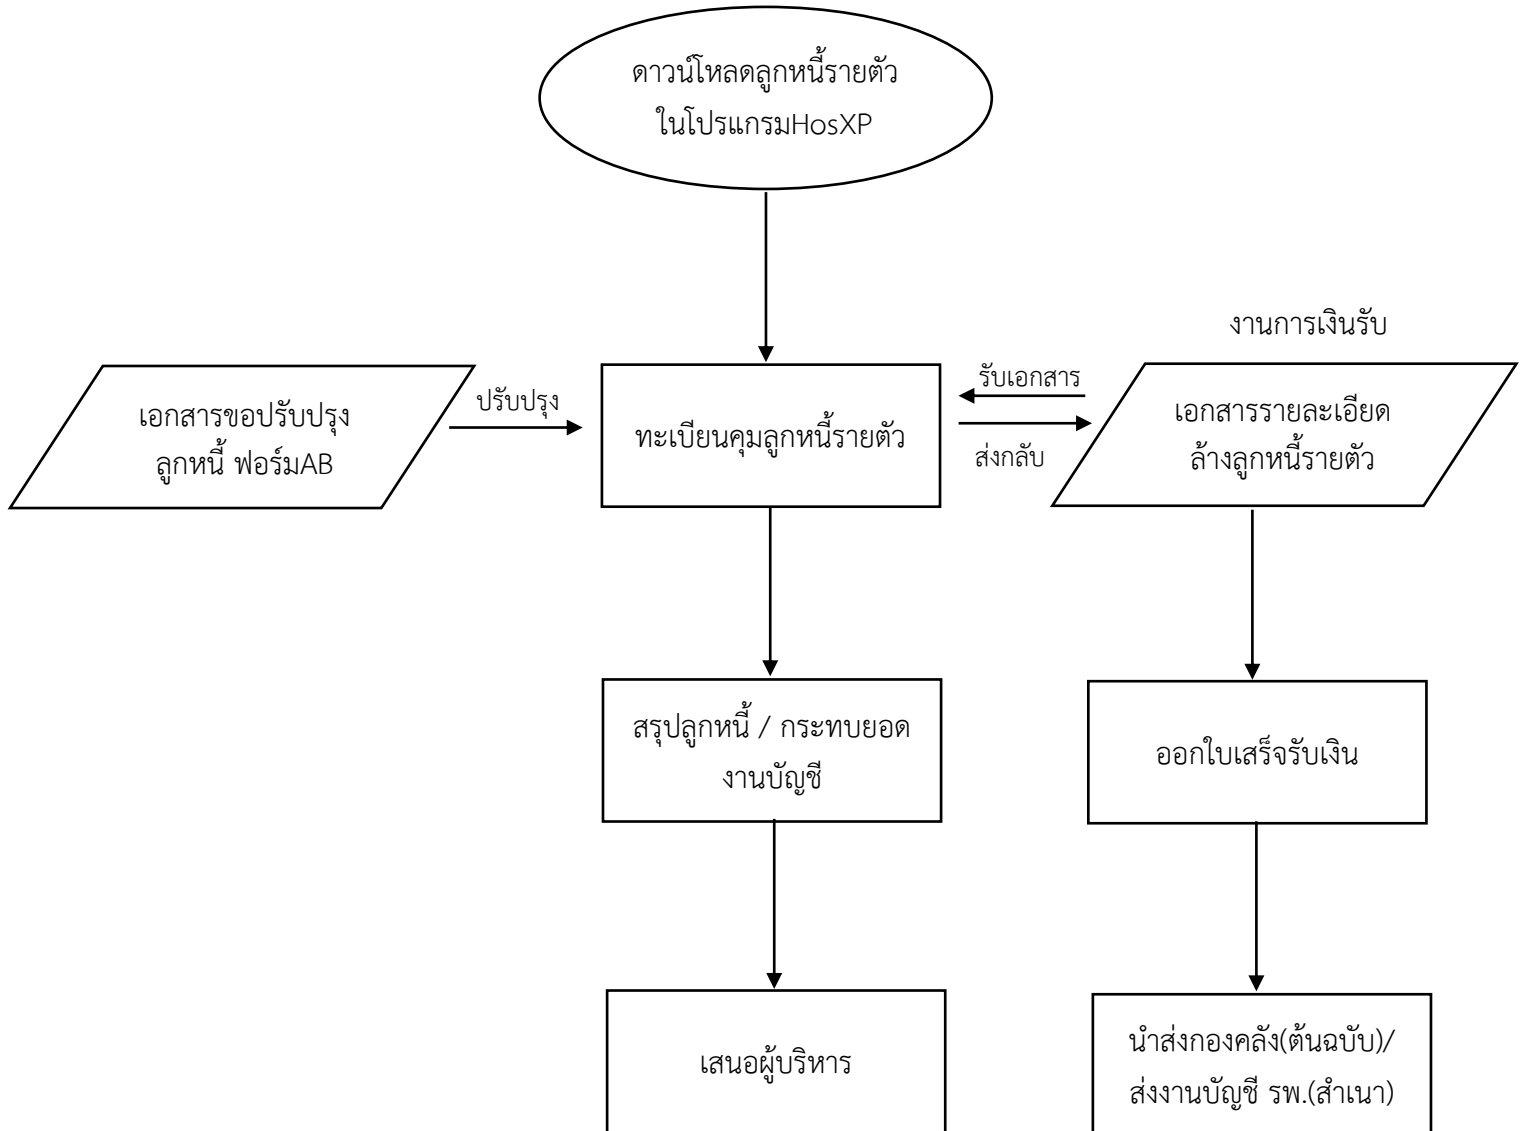 ดาวน์โหลดลูกหนี้รายตัว
ในโปรแกรมHosXP
งานการเงินรับ
เอกสารขอปรับปรุง
ลูกหนี้ ฟอร์มAB
ปรับปรุง
ทะเบียนคุมลูกหนี้รายตัว
รับเอกสาร
ส่งกลับ
เอกสารรายละเอียด
ล้างลูกหนี้รายตัว
สรุปลูกหนี้ / กระทบยอด
งานบัญชี
ออกใบเสร็จรับเงิน
เสนอผู้บริหาร
นำส่งกองคลัง(ต้นฉบับ)/
ส่งงานบัญชี รพ.(สำเนา)